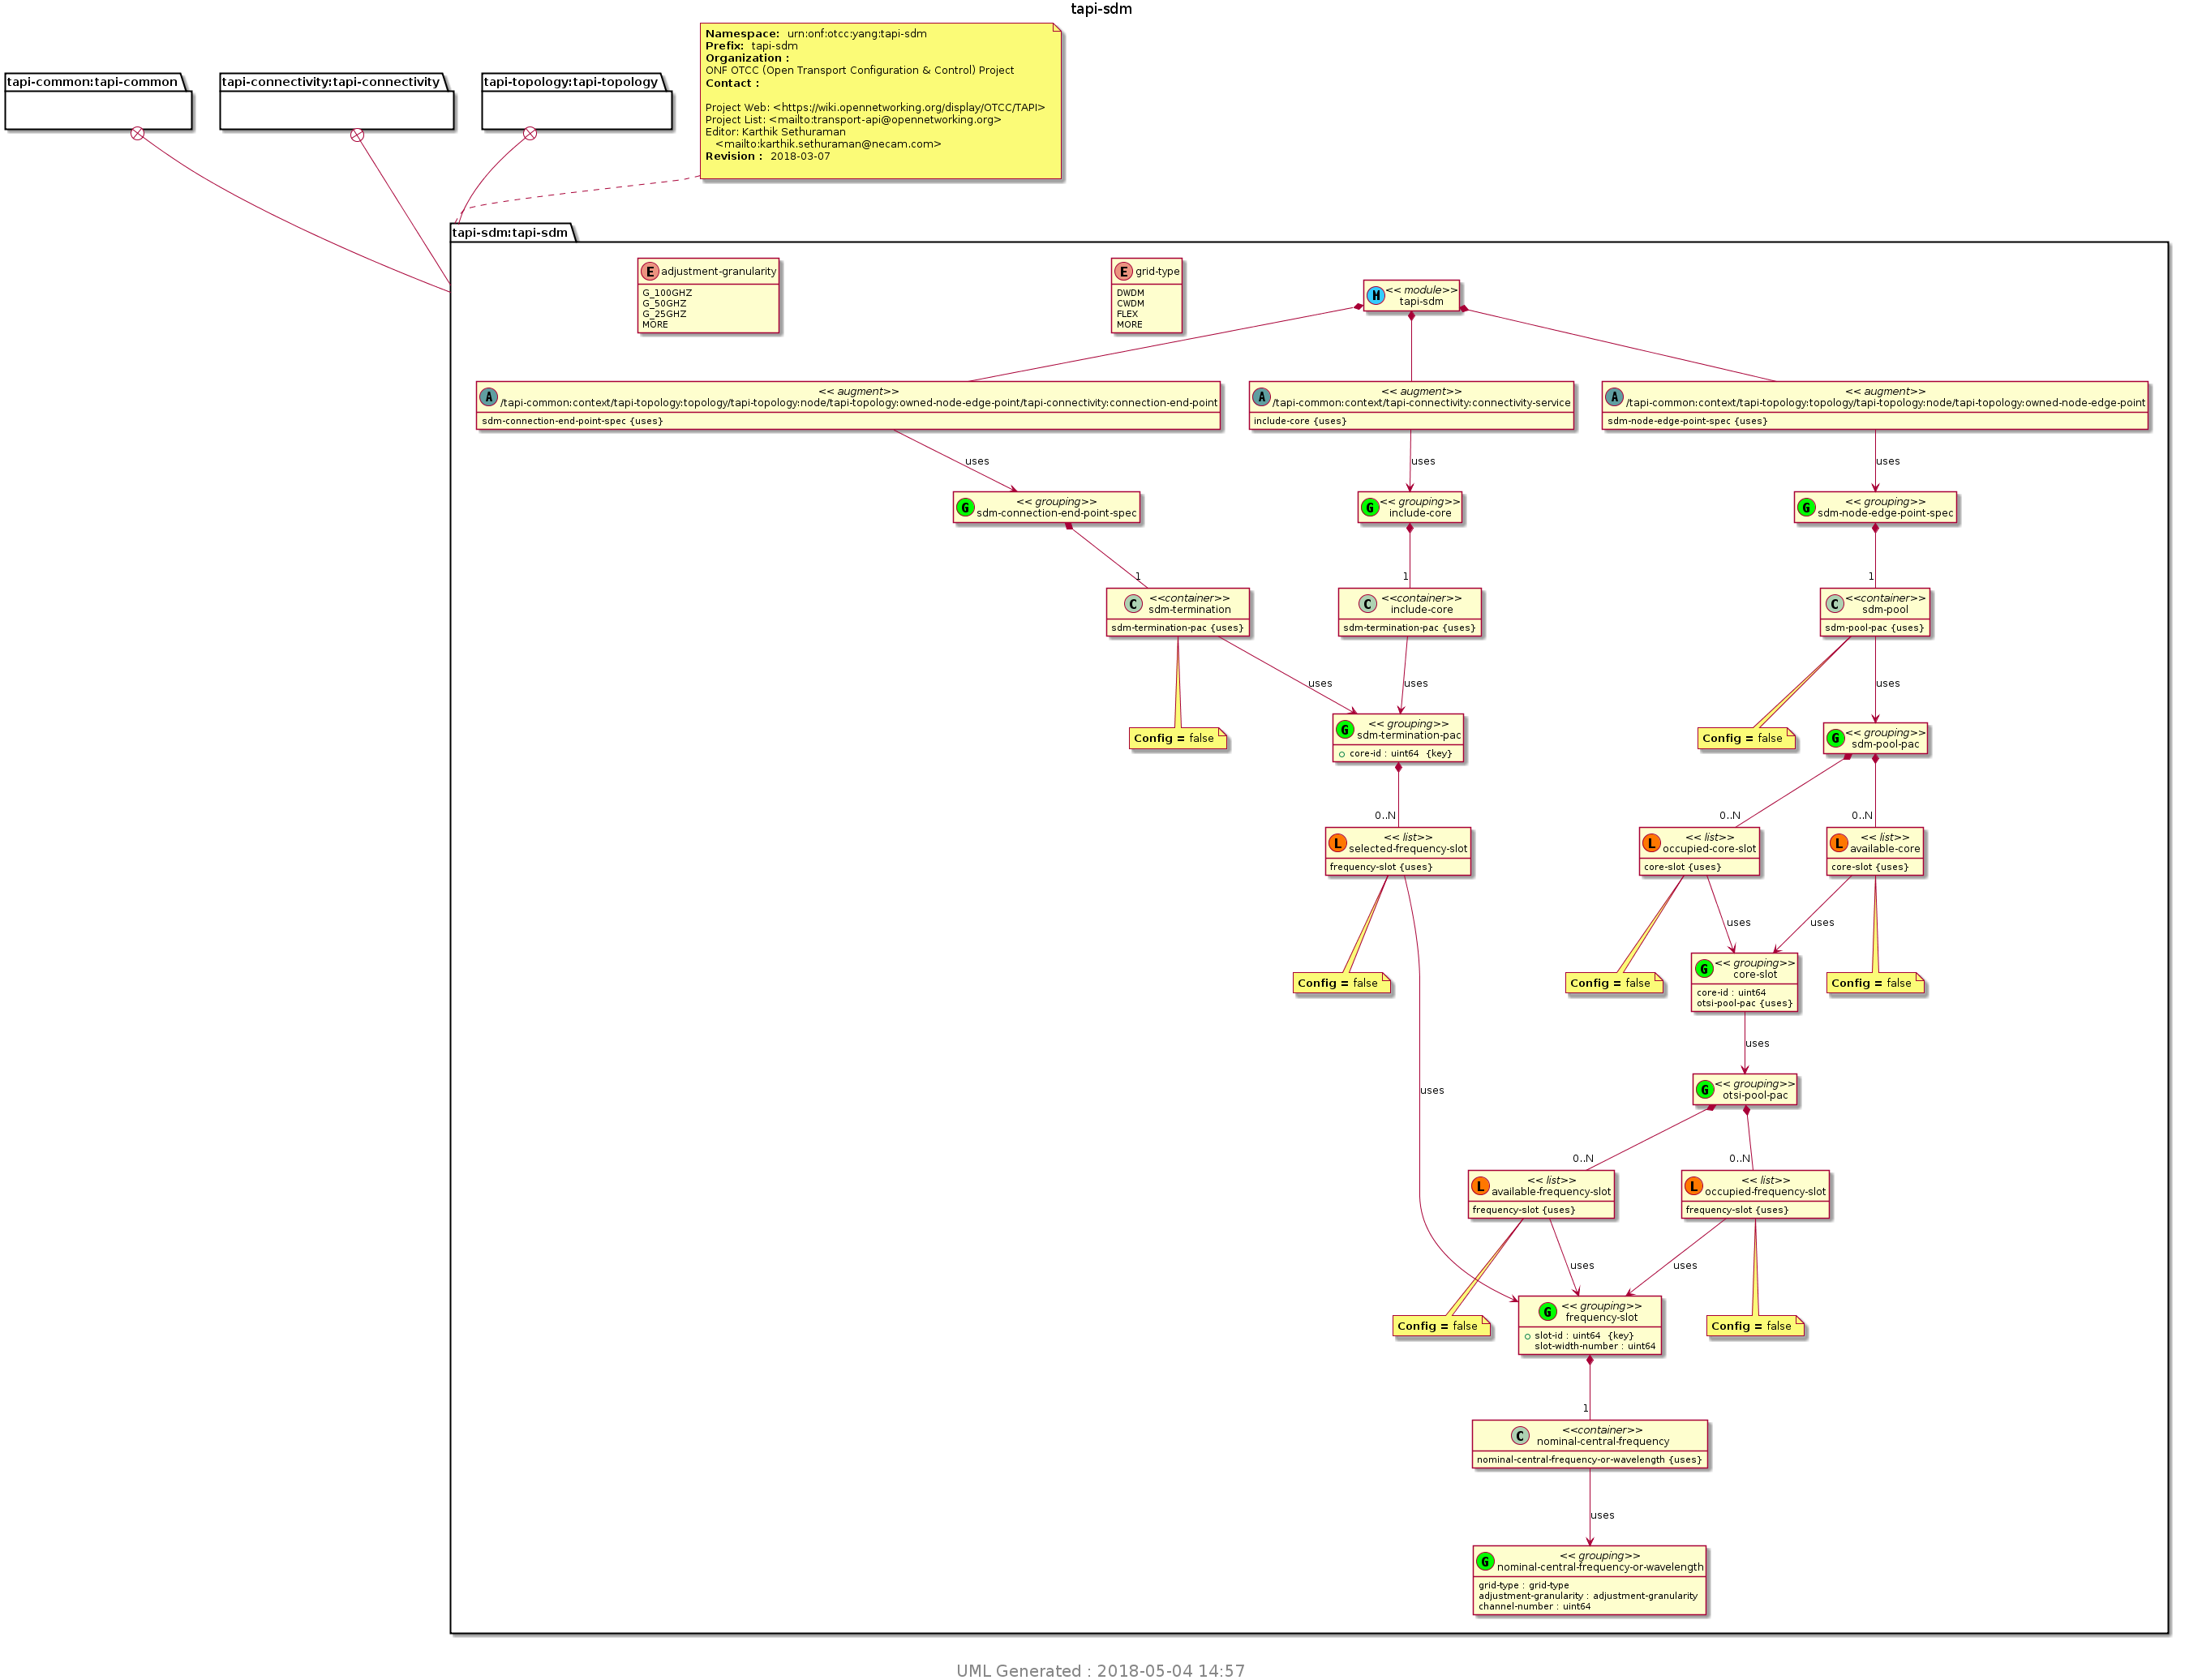 tapi-sdm
Namespace: urn:onf:otcc:yang:tapi-sdm
Prefix: tapi-sdm
Organization :
ONF OTCC (Open Transport Configuration & Control) Project
Contact :
Project Web: <https://wiki.opennetworking.org/display/OTCC/TAPI>
Project List: <mailto:transport-api@opennetworking.org>
Editor: Karthik Sethuraman
<mailto:karthik.sethuraman@necam.com>
Revision : 2018-03-07
tapi-common:tapi-common
tapi-connectivity:tapi-connectivity
tapi-topology:tapi-topology
tapi-sdm:tapi-sdm
E adjustment-granularity
G_100GHZ
G_50GHZ
G_25GHZ
MORE
E grid-type
DWDM
CWDM
FLEX
MORE
M << module>>
tapi-sdm
A << augment>>
/tapi-common:context/tapi-topology:topology/tapi-topology:node/tapi-topology:owned-node-edge-point/tapi-connectivity:connection-end-point
sdm-connection-end-point-spec {uses}
A << augment>>
/tapi-common:context/tapi-connectivity:connectivity-service
include-core {uses}
A << augment>>
/tapi-common:context/tapi-topology:topology/tapi-topology:node/tapi-topology:owned-node-edge-point
sdm-node-edge-point-spec {uses}
uses
uses
uses
G << grouping>>
sdm-connection-end-point-spec
G << grouping>>
include-core
G << grouping>>
sdm-node-edge-point-spec
1
1
1
C <<container>>
sdm-termination
sdm-termination-pac {uses}
C <<container>>
include-core
sdm-termination-pac {uses}
C <<container>>
sdm-pool
sdm-pool-pac {uses}
uses
uses
uses
Config = false
G << grouping>>
sdm-termination-pac
core-id : uint64 {key}
Config = false
G << grouping>>
sdm-pool-pac
0..N
0..N
0..N
L << list>>
selected-frequency-slot
frequency-slot {uses}
L << list>>
occupied-core-slot
core-slot {uses}
L << list>>
available-core
core-slot {uses}
uses
uses
Config = false
Config = false
G << grouping>>
core-slot
core-id : uint64
otsi-pool-pac {uses}
Config = false
uses
uses
G << grouping>>
otsi-pool-pac
0..N
0..N
L << list>>
available-frequency-slot
frequency-slot {uses}
L << list>>
occupied-frequency-slot
frequency-slot {uses}
uses
uses
Config = false
G << grouping>>
frequency-slot
slot-id : uint64 {key}
slot-width-number : uint64
Config = false
1
C <<container>>
nominal-central-frequency
nominal-central-frequency-or-wavelength {uses}
uses
G << grouping>>
nominal-central-frequency-or-wavelength
grid-type : grid-type
adjustment-granularity : adjustment-granularity
channel-number : uint64
UML Generated : 2018-05-04 14:57